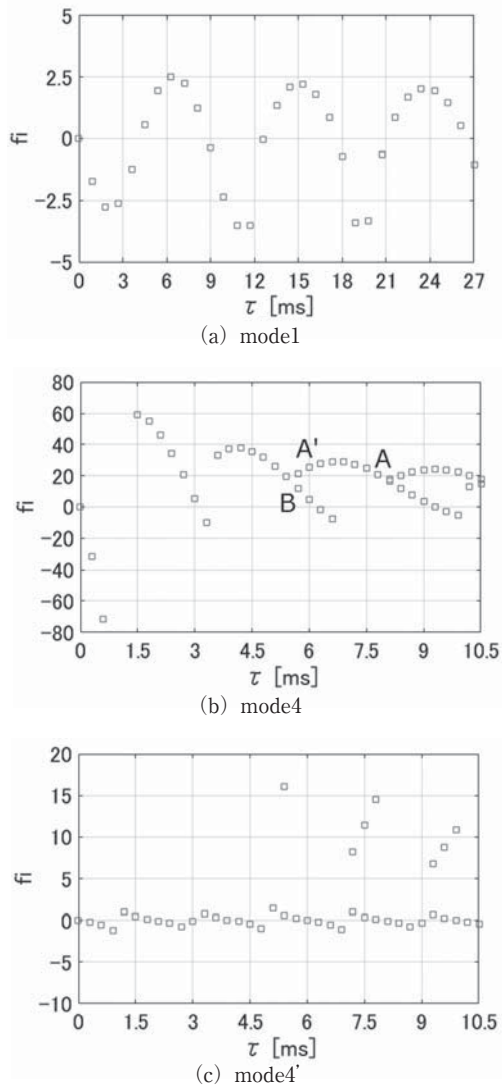 5
2.5
fi
0
−2.5
−5
0 3 6 9 12 15 18 21 24 27
τ [ms]
(a) mode1
80
60
40
A' A
20
fi
B
0
−20
−40
−60
−80
0 1.5 3 4.5 6 7.5 9 10.5
τ [ms]
(b) mode4
20
15
10
fi
5
0
−5
−10
0 1.5 3 4.5 6 7.5 9 10.5
τ [ms]
(c) mode4'